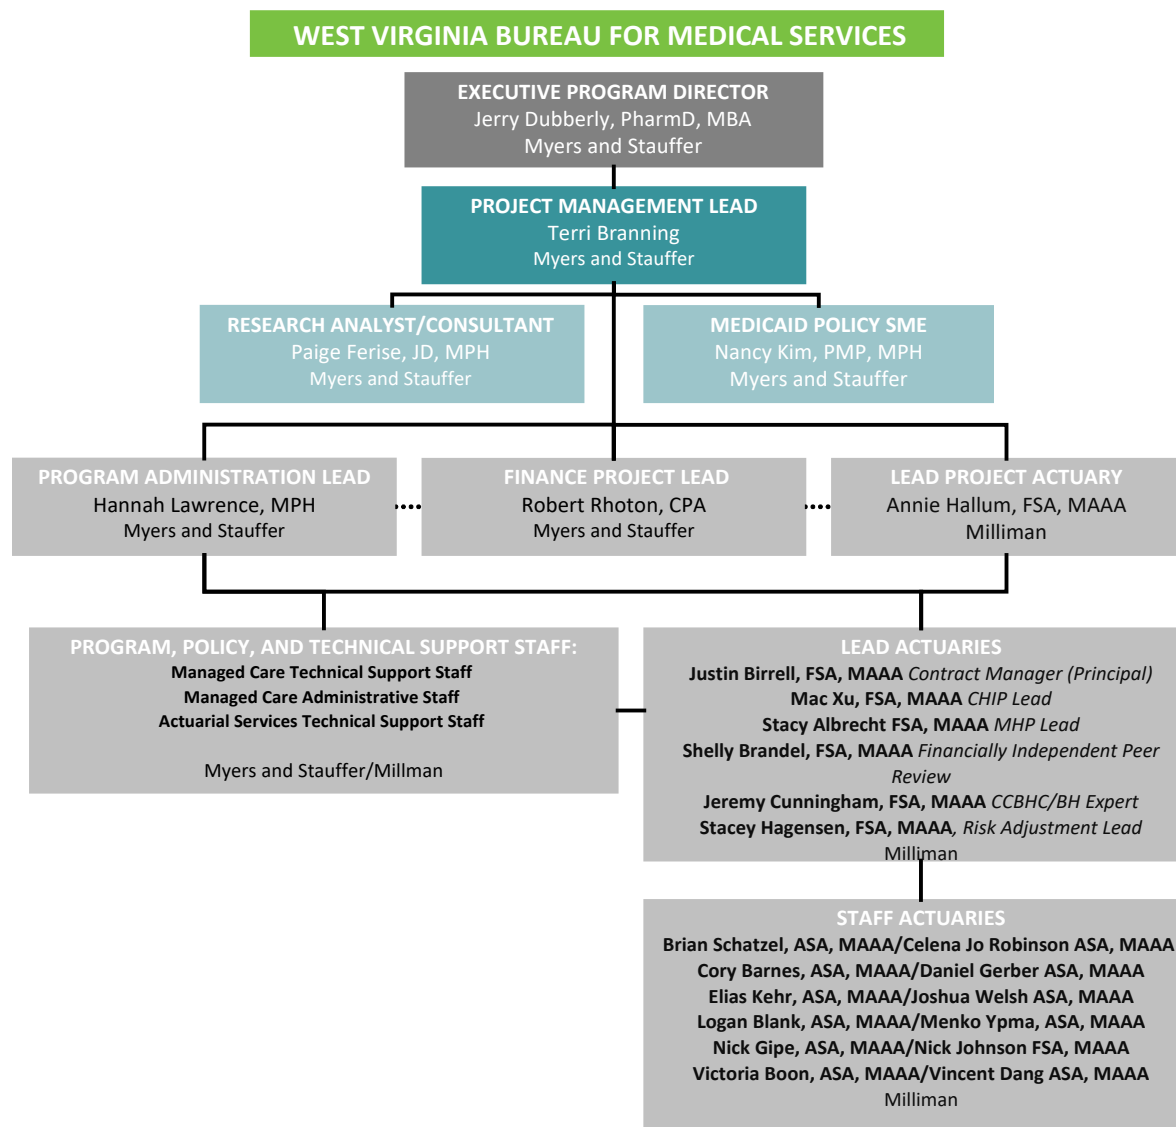 WEST VIRGINIA BUREAU FOR MEDICAL SERVICES
EXECUTIVE PROGRAM DIRECTOR
Jerry Dubberly, PharmD, MBA
Myers and Stauffer
PROJECT MANAGEMENT LEAD
Terri Branning
Myers and Stauffer
RESEARCH ANALYST/CONSULTANT
Paige Ferise, JD, MPH
Myers and Stauffer
MEDICAID POLICY SME
Nancy Kim, PMP, MPH
Myers and Stauffer
PROGRAM ADMINISTRATION LEAD
Hannah Lawrence, MPH
Myers and Stauffer
FINANCE PROJECT LEAD
Robert Rhoton, CPA
Myers and Stauffer
LEAD PROJECT ACTUARY
Annie Hallum, FSA, MAAA
Milliman
PROGRAM, POLICY, AND TECHNICAL SUPPORT STAFF:
Managed Care Technical Support Staff
Managed Care Administrative Staff
Actuarial Services Technical Support Staff
Myers and Stauffer/Millman
LEAD ACTUARIES
Justin Birrell, FSA, MAAA Contract Manager (Principal)
Mac Xu, FSA, MAAA CHIP Lead
Stacy Albrecht FSA, MAAA MHP Lead
Shelly Brandel, FSA, MAAA Financially Independent Peer
Review
Jeremy Cunningham, FSA, MAAA CCBHC/BH Expert
Stacey Hagensen, FSA, MAAA, Risk Adjustment Lead
Milliman
STAFF ACTUARIES
Brian Schatzel, ASA, MAAA/Celena Jo Robinson ASA, MAAA
Cory Barnes, ASA, MAAA/Daniel Gerber ASA, MAAA
Elias Kehr, ASA, MAAA/Joshua Welsh ASA, MAAA
Logan Blank, ASA, MAAA/Menko Ypma, ASA, MAAA
Nick Gipe, ASA, MAAA/Nick Johnson FSA, MAAA
Victoria Boon, ASA, MAAA/Vincent Dang ASA, MAAA
Milliman